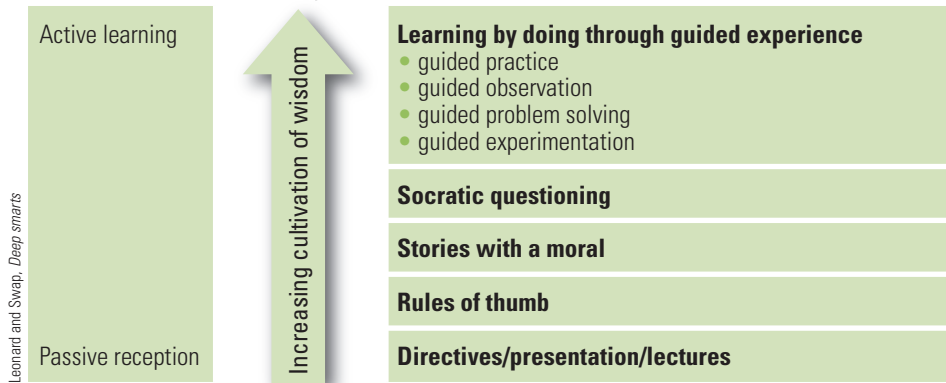 Active learning
Increasing cultivation of wisdom
Learning by doing through guided experience
• guided practice
• guided observation
• guided problem solving
• guided experimentation
Socratic questioning
Stories with a moral
Rules of thumb
Passive reception
Directives/presentation/lectures
Leonard and Swap, Deep smarts